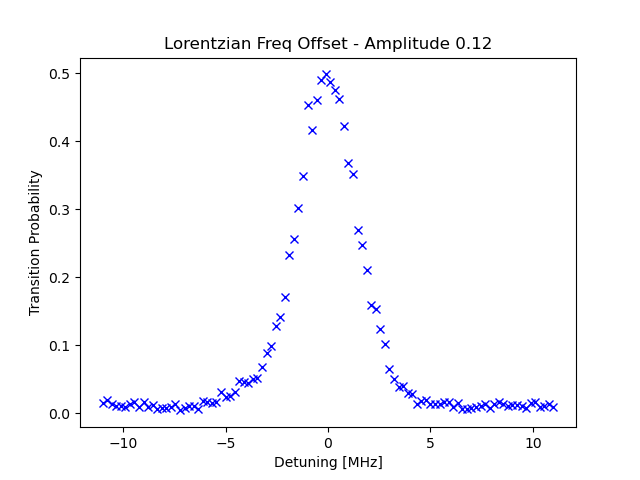 Lorentzian Freq Offset - Amplitude 0.12
Transition Probability
0.5
0.4
0.3
0.2
0.1
0.0
−10 −5 0 5 10
Detuning [MHz]